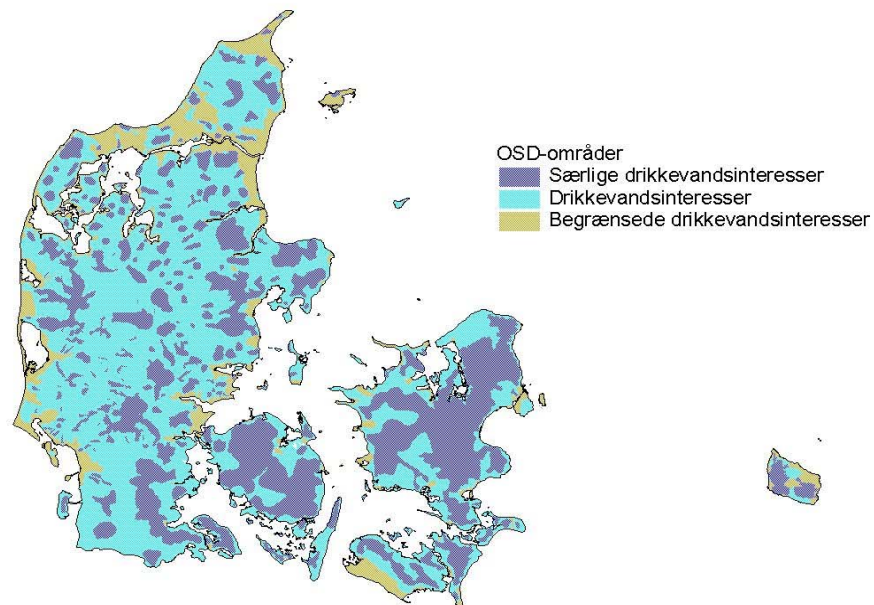 OSD-områder
Særlige drikkevandsinteresser
Drikkevandsinteresser
Begrænsede drikkevandsinteresser